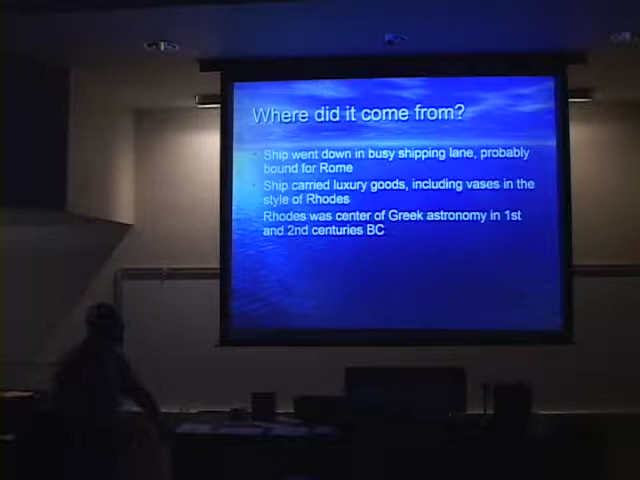 Where did it come from?
Ship went down in busy shipping lane, probably
bound for Rome
Ship carried luxury goods, including vases in the
style of Rhodes
Rhodes was center of Greek astronomy in 1st
and 2nd centuries BC